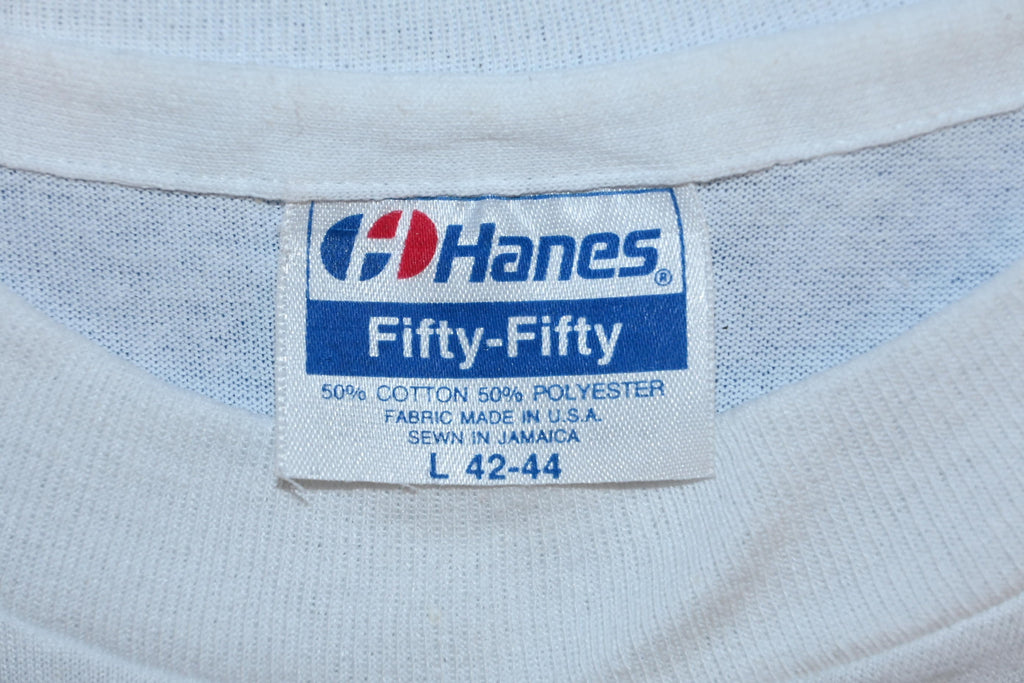 Hanes®
Fifty-Fifty
50% COTTON 50% POLYESTER
FABRIC MADE IN U.S.A.
SEWN IN JAMAICA
L 42-44